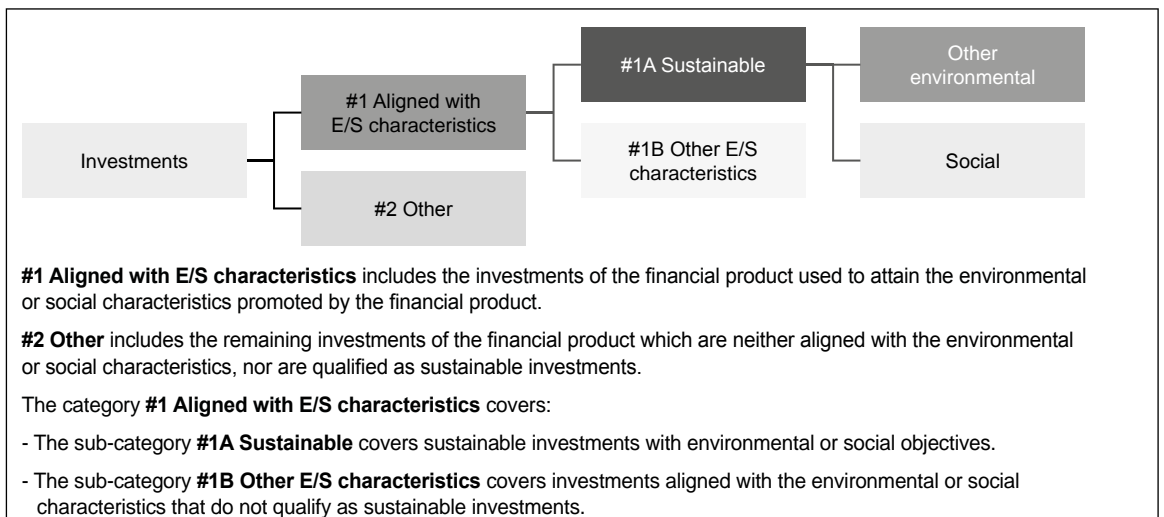 Investments
#1 Aligned with
E/S characteristics
#2 Other
#1A Sustainable
#1B Other E/S
characteristics
Other
environmental
Social
#1 Aligned with E/S characteristics includes the investments of the financial product used to attain the environmental
or social characteristics promoted by the financial product.
#2 Other includes the remaining investments of the financial product which are neither aligned with the environmental
or social characteristics, nor are qualified as sustainable investments.
The category #1 Aligned with E/S characteristics covers:
- The sub-category #1A Sustainable covers sustainable investments with environmental or social objectives.
- The sub-category #1B Other E/S characteristics covers investments aligned with the environmental or social
characteristics that do not qualify as sustainable investments.